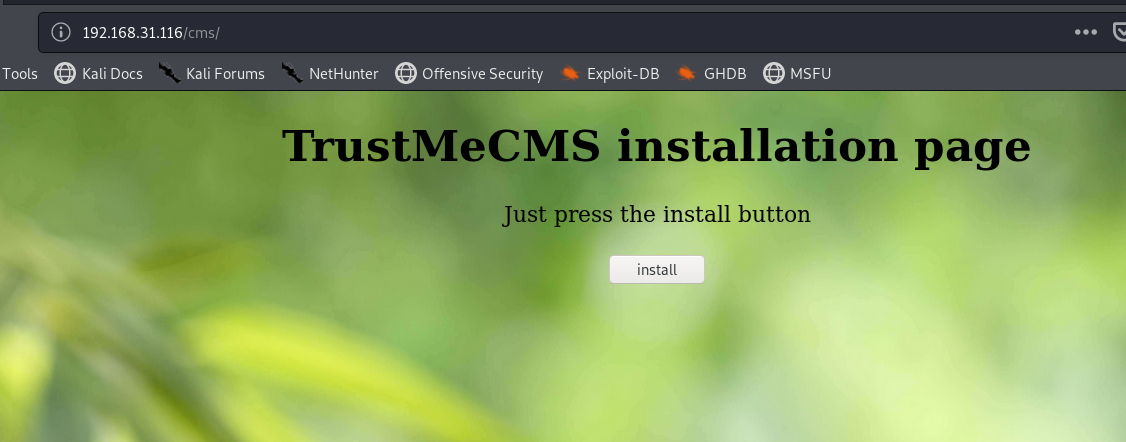 192.168.31.116/cms/
Tools Kali Docs Kali Forums NetHunter Offensive Security Exploit-DB GHDB MSFU
TrustMeCMS installation page
Just press the install button
install